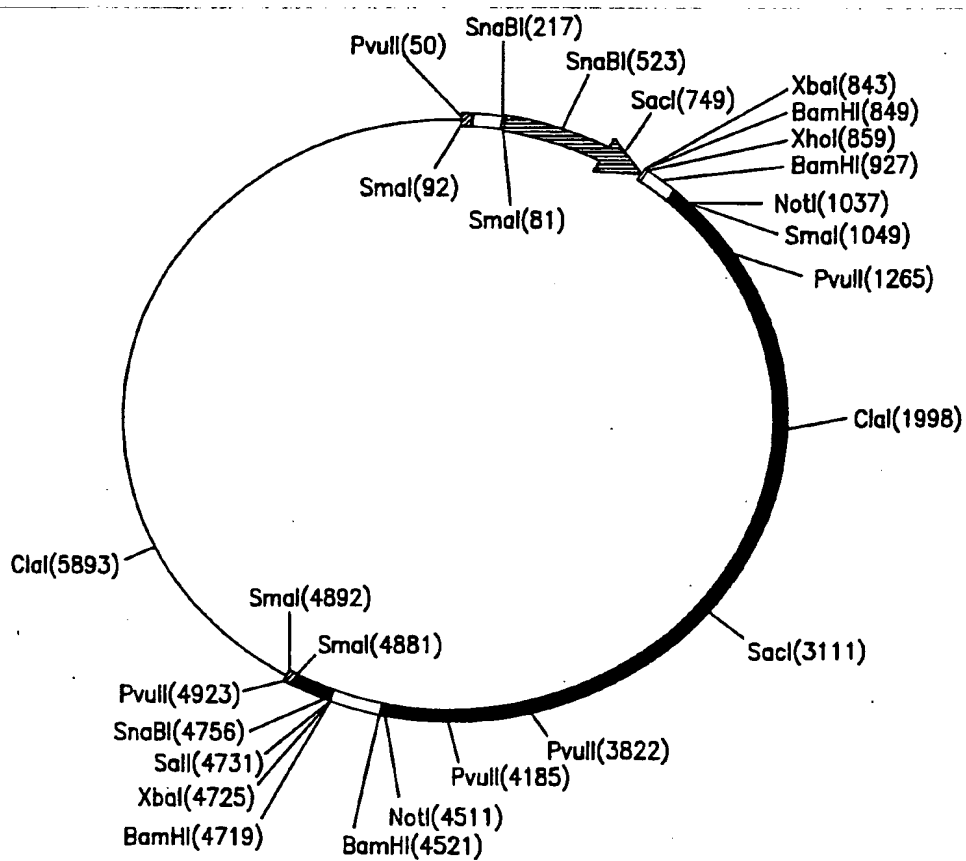 SnaBI(217)
PvuII(50)
SnaBI(523)
SacI(749)
XbaI(843)
BamHI(849)
XhoI(859)
BamHI(927)
SmaI(92)
SmaI(81)
NotI(1037)
SmaI(1049)
PvuII(1265)
ClaI(1998)
ClaI(5893)
SmaI(4892)
SmaI(4881)
SacI(3111)
PvuII(4923)
SnaBI(4756)
SalI(4731)
XbaI(4725)
BamHI(4719)
PvuII(3822)
PvuII(4185)
NotI(4511)
BamHI(4521)